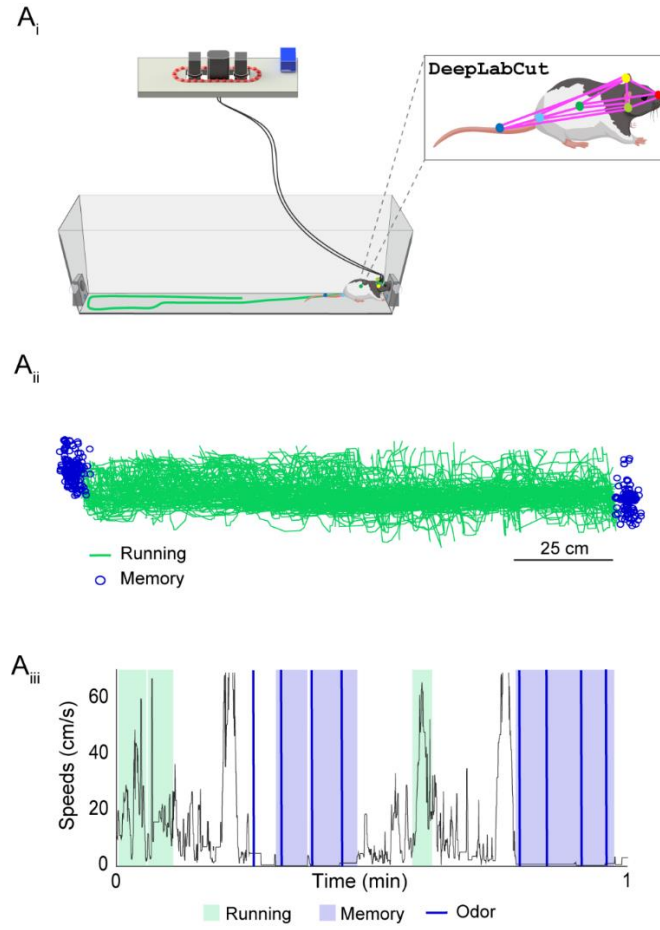 Ai
DeepLabCut
Aii
Running
Memory
25 cm
Aiii
Speeds (cm/s)
60
40
20
0
0
Time (min)
1
Running
Memory
Odor